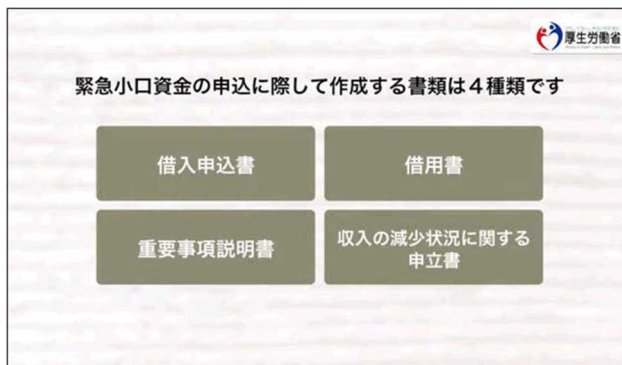 厚生労働省
緊急小口資金の申込に際して作成する書類は４種類です
借入申込書
借用書
重要事項説明書
収入の減少状況に関する
申立書